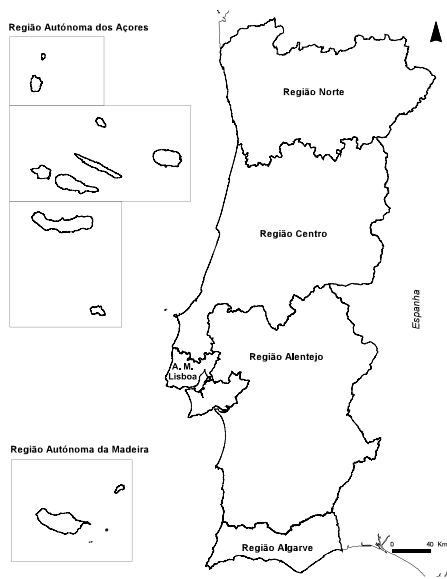 Região Autónoma dos Açores
Região Norte
Região Centro
Espanha
Região Alentejo
A. M.
Lisboa
Região Autónoma da Madeira
Região Algarve
0 40 Km